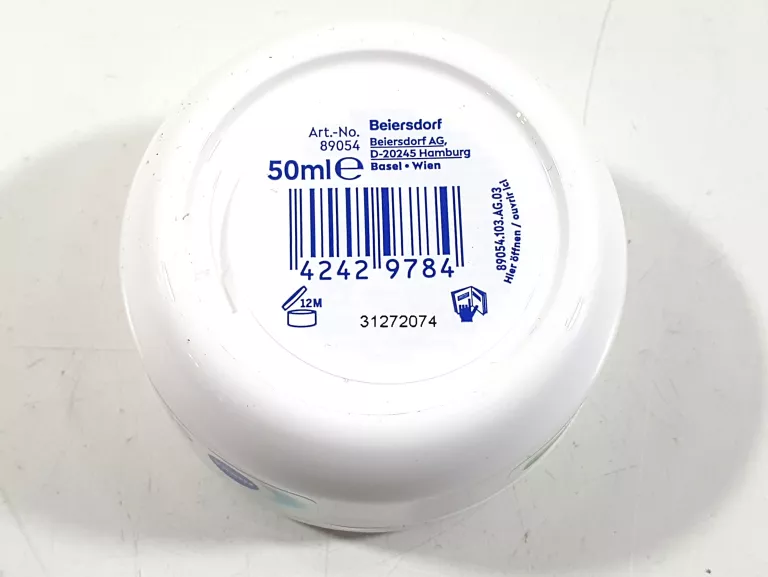 Art.-No.
89054
Beiersdorf
Beiersdorf AG,
D-20245 Hamburg
Basel • Wien
50ml ℮
4242 9784
12M
31272074
89054.103.AG.03
Hier öffnen / ouvrir ici